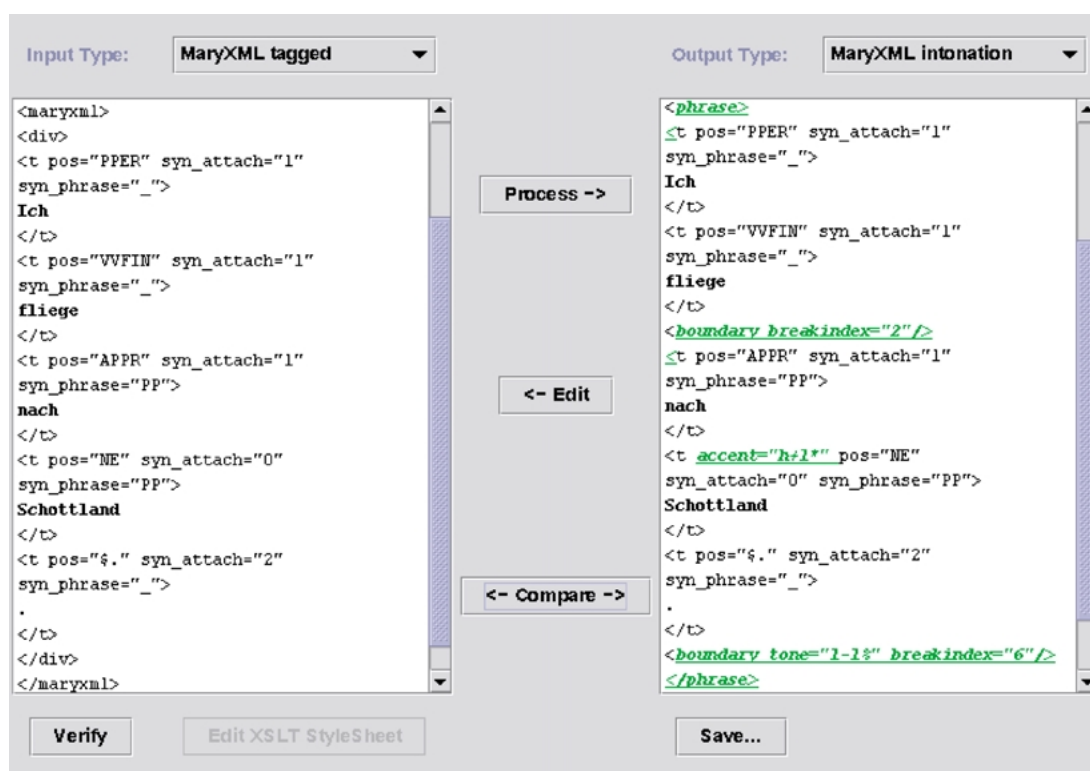 Input Type: MaryXML tagged
Output Type: MaryXML intonation
<maryxml>
<div>
<t pos="PPER" syn_attach="1"
syn_phrase="_">
Ich
</t>
<t pos="VVFIN" syn_attach="1"
syn_phrase="_">
fliege
</t>
<t pos="APPR" syn_attach="1"
syn_phrase="PP">
nach
</t>
<t pos="NE" syn_attach="0"
syn_phrase="PP">
Schottland
</t>
<t pos="$." syn_attach="2"
syn_phrase="_">
.
</t>
</div>
</maryxml>
Process ->
<- Edit
<- Compare ->
<phrase>
<t pos="PPER" syn_attach="1"
syn_phrase="_">
Ich
</t>
<t pos="VVFIN" syn_attach="1"
syn_phrase="_">
fliege
</t>
<boundary breakindex="2"/>
<t pos="APPR" syn_attach="1"
syn_phrase="PP">
nach
</t>
<t accent="h+l*" pos="NE"
syn_attach="0" syn_phrase="PP">
Schottland
</t>
<t pos="$." syn_attach="2"
syn_phrase="_">
.
</t>
<boundary tone="l-l%" breakindex="6"/>
</phrase>
Verify
Edit XSLT StyleSheet
Save...